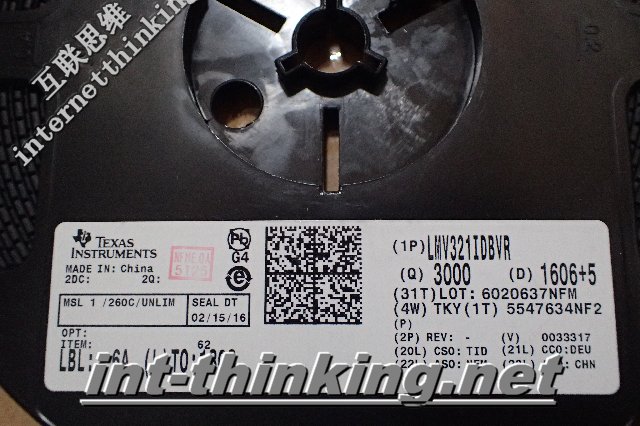 互联思维
internetthinking
TEXAS
INSTRUMENTS
MADE IN: China
2DC: 2Q:
G4
MSL 1 /260C/UNLIM
SEAL DT
02/15/16
OPT:
ITEM: 62
LBL:
(1P) LMV321IDBVR
(Q) 3000 (D) 1606+5
(31T) LOT: 6020637NFM
(4W) TKY(1T) 5547634NF2
(P)
(2P) REV: - (V) 0033317
(20L) CSO: TID (21L) CCO:DEU
CHN
int-thinking.net